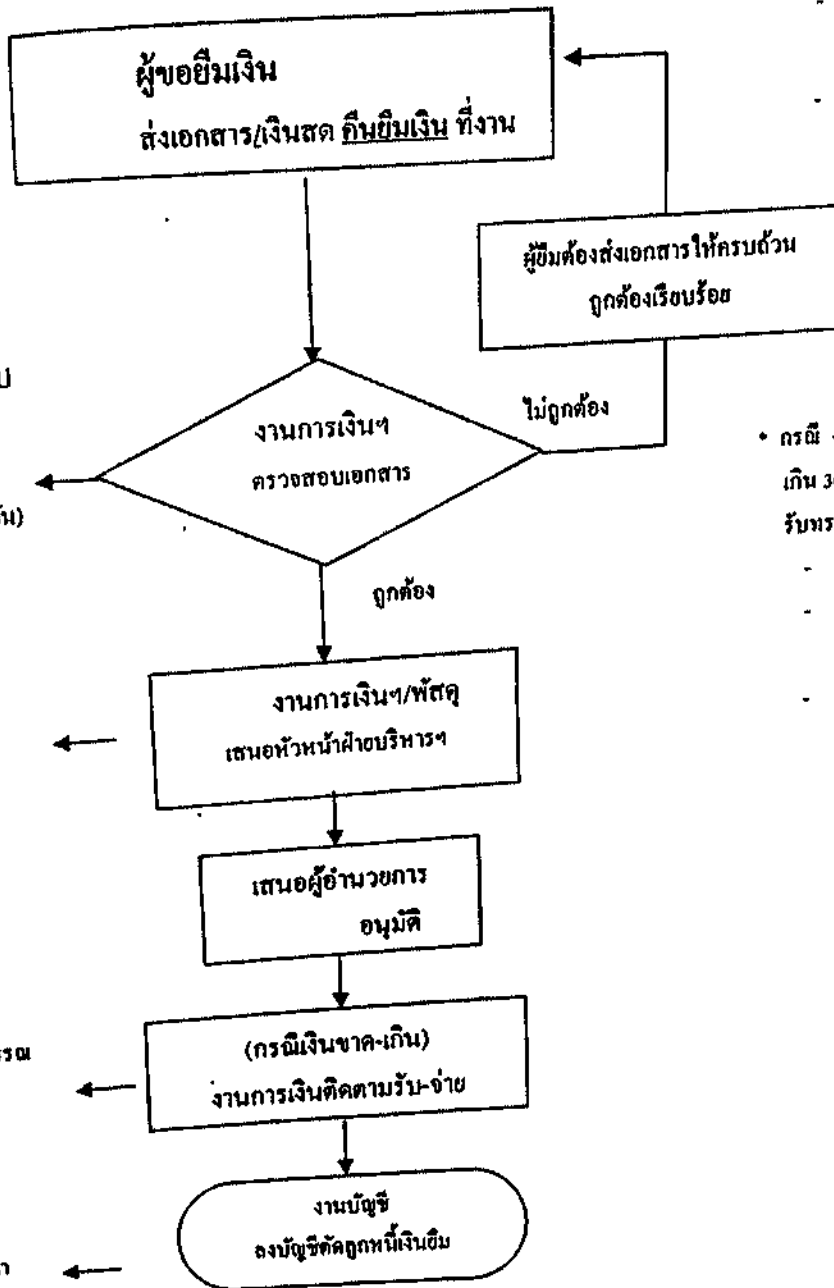 ผู้ขอยืมเงิน
ส่งเอกสาร/เงินสด คืนยืมเงิน ที่งาน
ผู้ยืมต้องส่งเอกสารให้ครบถ้วน
ถูกต้องเรียบร้อย
งานการเงินฯ
ตรวจสอบเอกสาร
ไม่ถูกต้อง
ถูกต้อง
กรณี
เกิน
งานการเงินฯ/พัสดุ
เสนอหัวหน้าฝ่ายบริหารฯ
เสนอผู้อำนวยการ
อนุมัติ
(กรณีเงินขาด-เกิน)
งานการเงินติดตามรับ-จ่าย
งานบัญชี
ลงบัญชีตัดลูกหนี้เงินยืม